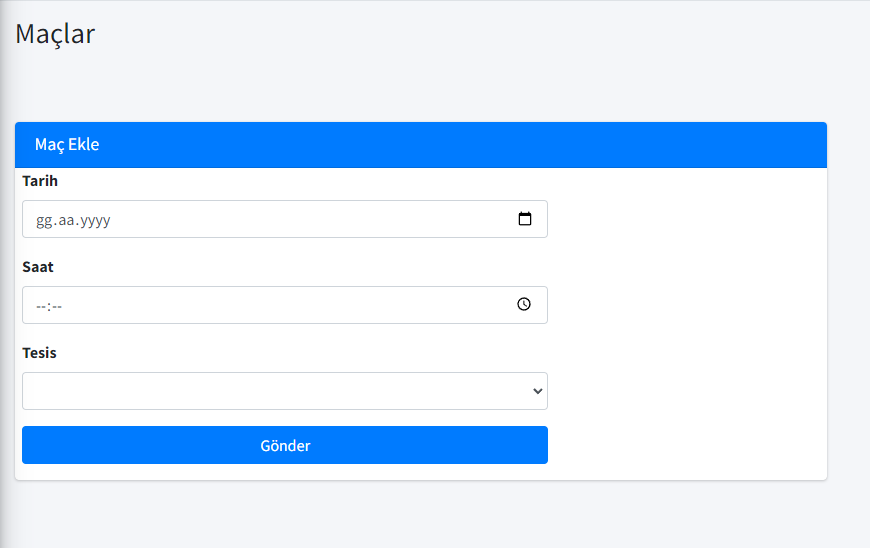 Maçlar
Maç Ekle
Tarih
gg.aa.yyyy
Saat
--:--
Tesis
Gönder